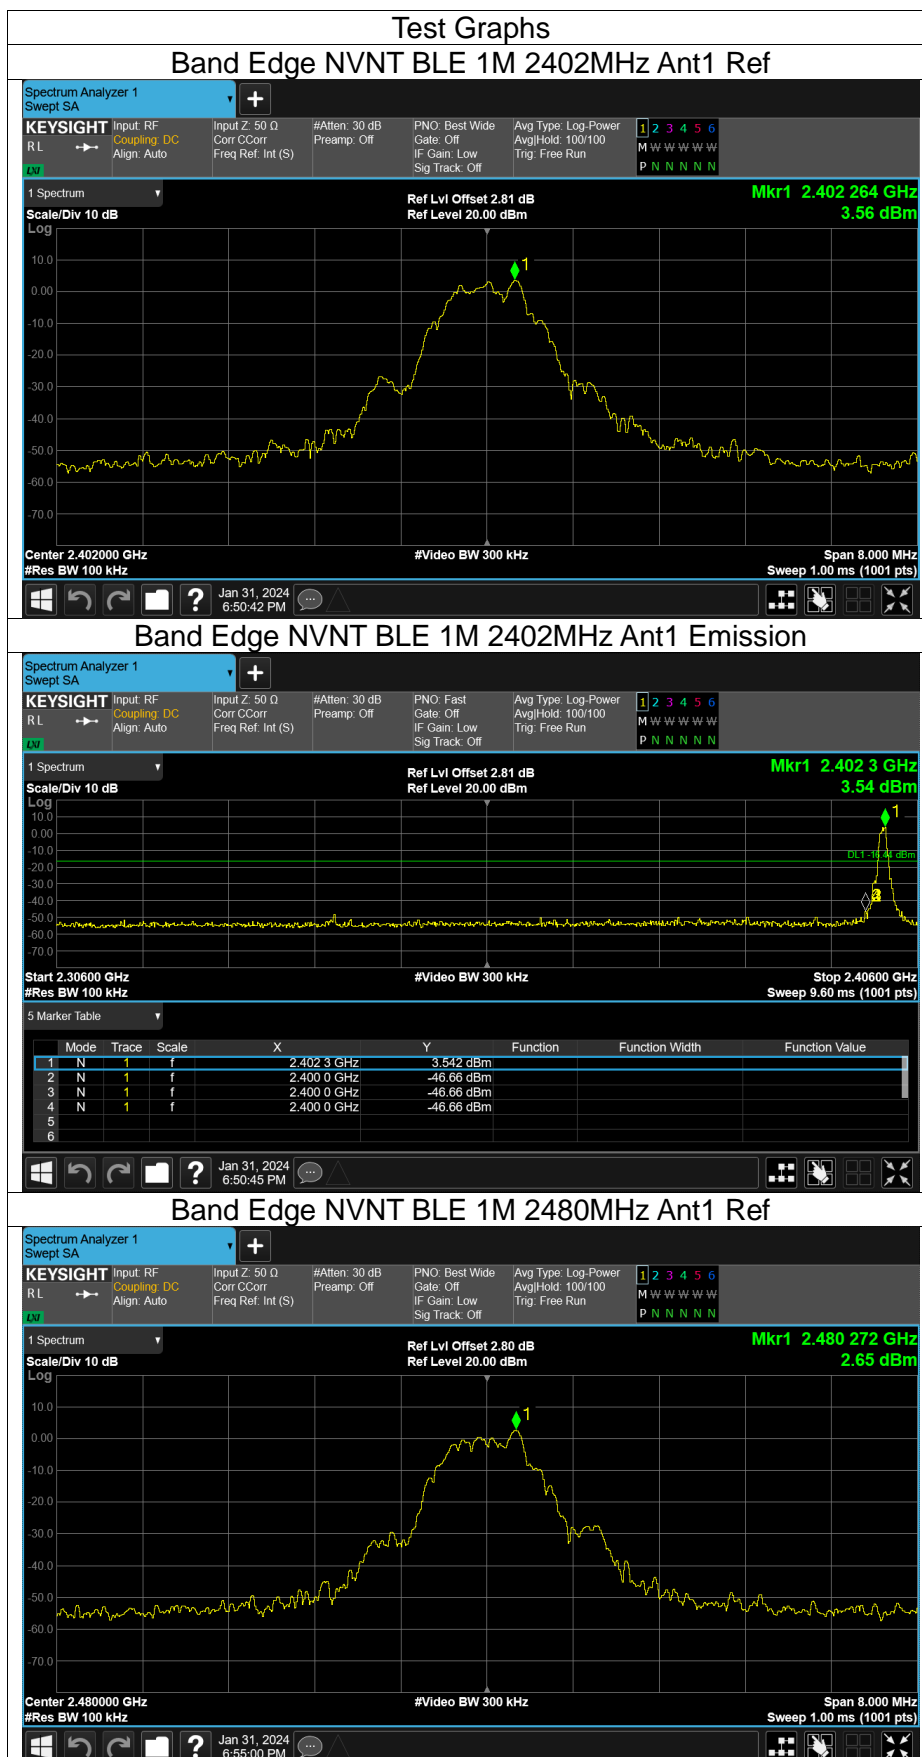 Test Graphs
Band Edge NVNT BLE 1M 2402MHz Ant1 Ref
Spectrum Analyzer 1
Swept SA
KEYSIGHT Input: RF Input Z: 50 Ω #Atten: 30 dB PNO: Best Wide Avg Type: Log-Power 1 2 3 4 5 6
RL Coupling: DC Corr CCorr Preamp: Off Gate: Off Avg|Hold: 100/100 M W W W W W
Align: Auto Freq Ref: Int (S) IF Gain: Low Trig: Free Run
LXI Sig Track: Off P N N N N N
1 Spectrum Ref Lvl Offset 2.81 dB Mkr1 2.402 264 GHz
Scale/Div 10 dB Ref Level 20.00 dBm 3.56 dBm
Log
1
10.0
0.00
-10.0
-20.0
-30.0
-40.0
-50.0
-60.0
-70.0
Center 2.402000 GHz #Video BW 300 kHz Span 8.000 MHz
#Res BW 100 kHz Sweep 1.00 ms (1001 pts)
? Jan 31, 2024
6:50:42 PM
Band Edge NVNT BLE 1M 2402MHz Ant1 Emission
Spectrum Analyzer 1
Swept SA
KEYSIGHT Input: RF Input Z: 50 Ω #Atten: 30 dB PNO: Fast Avg Type: Log-Power 1 2 3 4 5 6
RL Coupling: DC Corr CCorr Preamp: Off Gate: Off Avg|Hold: 100/100 M W W W W W
Align: Auto Freq Ref: Int (S) IF Gain: Low Trig: Free Run
LXI Sig Track: Off P N N N N N
1 Spectrum Ref Lvl Offset 2.81 dB Mkr1 2.402 3 GHz
Scale/Div 10 dB Ref Level 20.00 dBm 3.54 dBm
Log
1
10.0
0.00
-10.0 DL1 -16.44 dBm
-20.0
-30.0
-40.0
-50.0
-60.0
-70.0
Start 2.30600 GHz #Video BW 300 kHz Stop 2.40600 GHz
#Res BW 100 kHz Sweep 9.60 ms (1001 pts)
5 Marker Table
Mode Trace Scale X Y Function Function Width Function Value
1 N 1 f 2.402 3 GHz 3.542 dBm
2 N 1 f 2.400 0 GHz -46.66 dBm
3 N 1 f 2.400 0 GHz -46.66 dBm
4 N 1 f 2.400 0 GHz -46.66 dBm
5
6
? Jan 31, 2024
6:50:45 PM
Band Edge NVNT BLE 1M 2480MHz Ant1 Ref
Spectrum Analyzer 1
Swept SA
KEYSIGHT Input: RF Input Z: 50 Ω #Atten: 30 dB PNO: Best Wide Avg Type: Log-Power 1 2 3 4 5 6
RL Coupling: DC Corr CCorr Preamp: Off Gate: Off Avg|Hold: 100/100 M W W W W W
Align: Auto Freq Ref: Int (S) IF Gain: Low Trig: Free Run
LXI Sig Track: Off P N N N N N
1 Spectrum Ref Lvl Offset 2.80 dB Mkr1 2.480 272 GHz
Scale/Div 10 dB Ref Level 20.00 dBm 2.65 dBm
Log
1
10.0
0.00
-10.0
-20.0
-30.0
-40.0
-50.0
-60.0
-70.0
Center 2.480000 GHz #Video BW 300 kHz Span 8.000 MHz
#Res BW 100 kHz Sweep 1.00 ms (1001 pts)
? Jan 31, 2024
6:55:00 PM